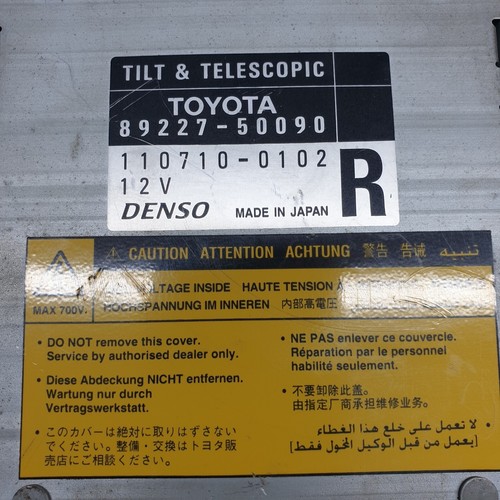 TILT & TELESCOPIC
TOYOTA
89227-50090
110710-0102
12V
R
DENSO MADE IN JAPAN
⚠ CAUTION ATTENTION ACHTUNG 警告 告诫 تنبيه
LTAGE INSIDE HAUTE TENSION
MAX 700V.
HOCHSPANNUNG IM INNEREN 内部高電圧
• DO NOT remove this cover.
Service by authorised dealer only.
• Diese Abdeckung NICHT entfernen.
Wartung nur durch
Vertragswerkstatt.
• このカバーは絶対に取りはずさない
でください。整備・交換はトヨタ販
売店にご相談ください。
• NE PAS enlever ce couvercle.
Réparation par le personnel
habilité seulement.
• 不要卸除此盖。
由指定厂商承担维修业务。
• لا تعمل على خلع هذا الغطاء
[يعمل من قبل الوكيل المخول فقط]